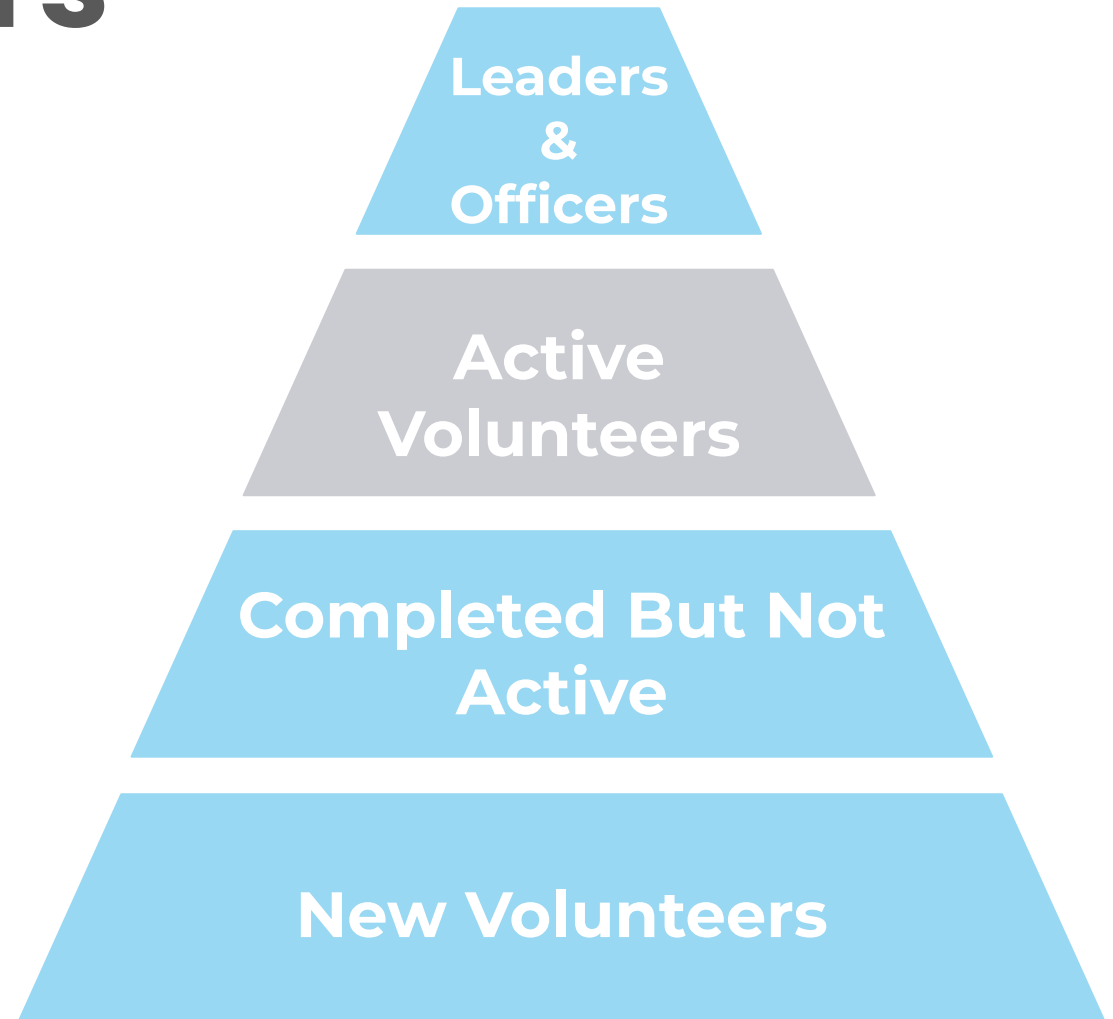 Leaders
&
Officers
Active
Volunteers
Completed But Not
Active
New Volunteers